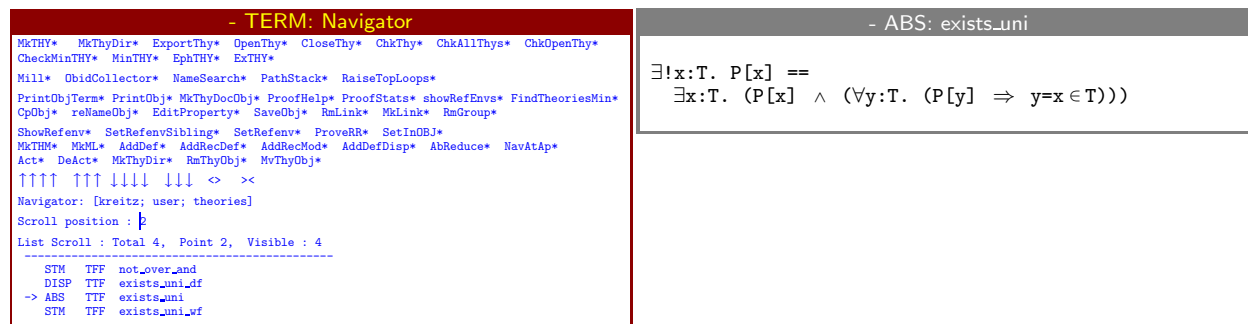 - TERM: Navigator
MkTHY* MkThyDir* ExportThy* OpenThy* CloseThy* ChkThy* ChkAllThys* ChkOpenThy*
CheckMinTHY* MinTHY* EphTHY* ExTHY*
Mill* ObidCollector* NameSearch* PathStack* RaiseTopLoops*
PrintObjTerm* PrintObj* MkThyDocObj* ProofHelp* ProofStats* showRefEnvs* FindTheoriesMin*
CpObj* reNameObj* EditProperty* SaveObj* RmLink* MkLink* RmGroup*
ShowRefenv* SetRefenvSibling* SetRefenv* ProveRR* SetInOBJ*
MkTHM* MkML* AddDef* AddRecDef* AddRecMod* AddDefDisp* AbReduce* NavAtAp*
Act* DeAct* MkThyDir* RmThyObj* MvThyObj*
↑↑↑↑ ↑↑↑ ↓↓↓↓ ↓↓↓ <> ><
Navigator: [kreitz; user; theories]
Scroll position : 2
List Scroll : Total 4, Point 2, Visible : 4
----------------------------------------------
STM TFF not_over_and
DISP TTF exists_uni_df
-> ABS TTF exists_uni
STM TFF exists_uni_wf
- ABS: exists_uni
∃!x:T. P[x] ==
∃x:T. (P[x] ∧ (∀y:T. (P[y] ⇒ y=x∈T)))